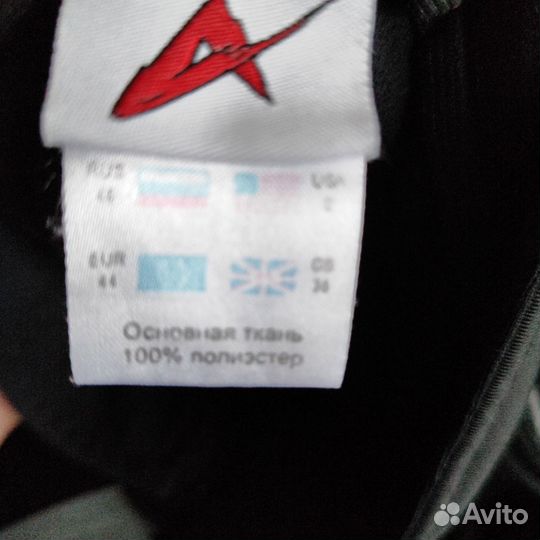 RUS USA
46
EUR GB
44 36
Основная ткань
100% полиэстер
Avito